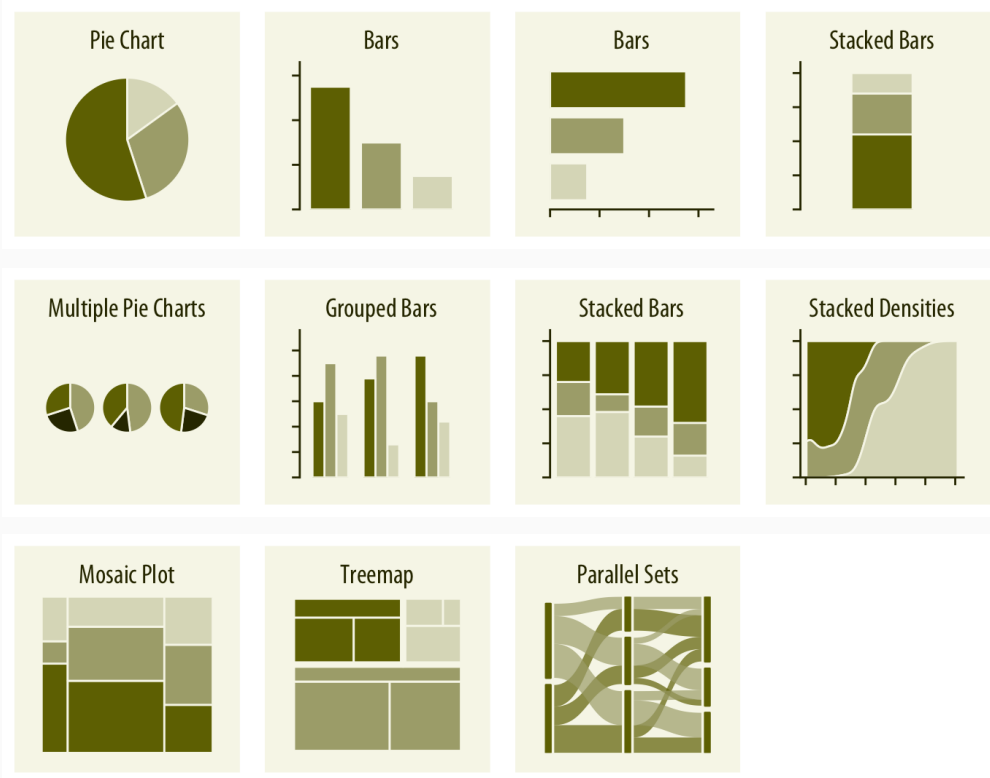 Pie Chart
Bars
Bars
Stacked Bars
Multiple Pie Charts
Grouped Bars
Stacked Bars
Stacked Densities
Mosaic Plot
Treemap
Parallel Sets